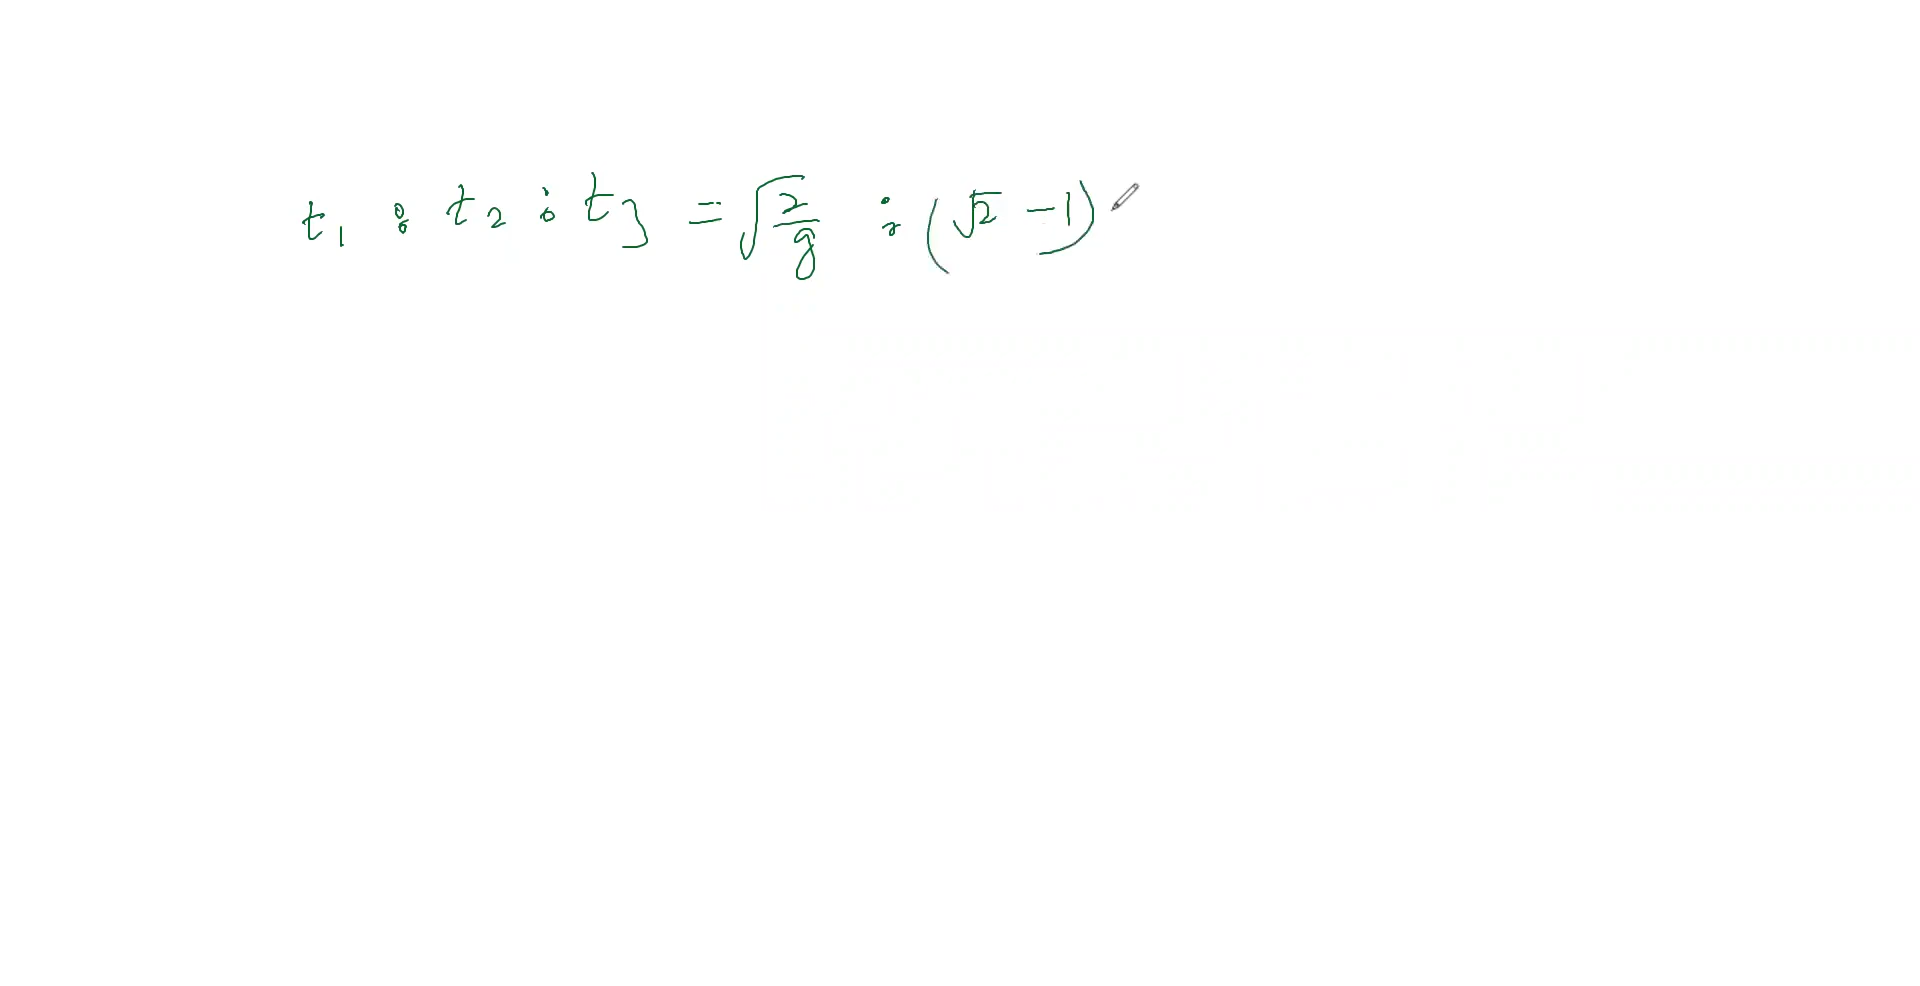 t₁ : t₂ : t₃ = √(2/g) : (√2 - 1)